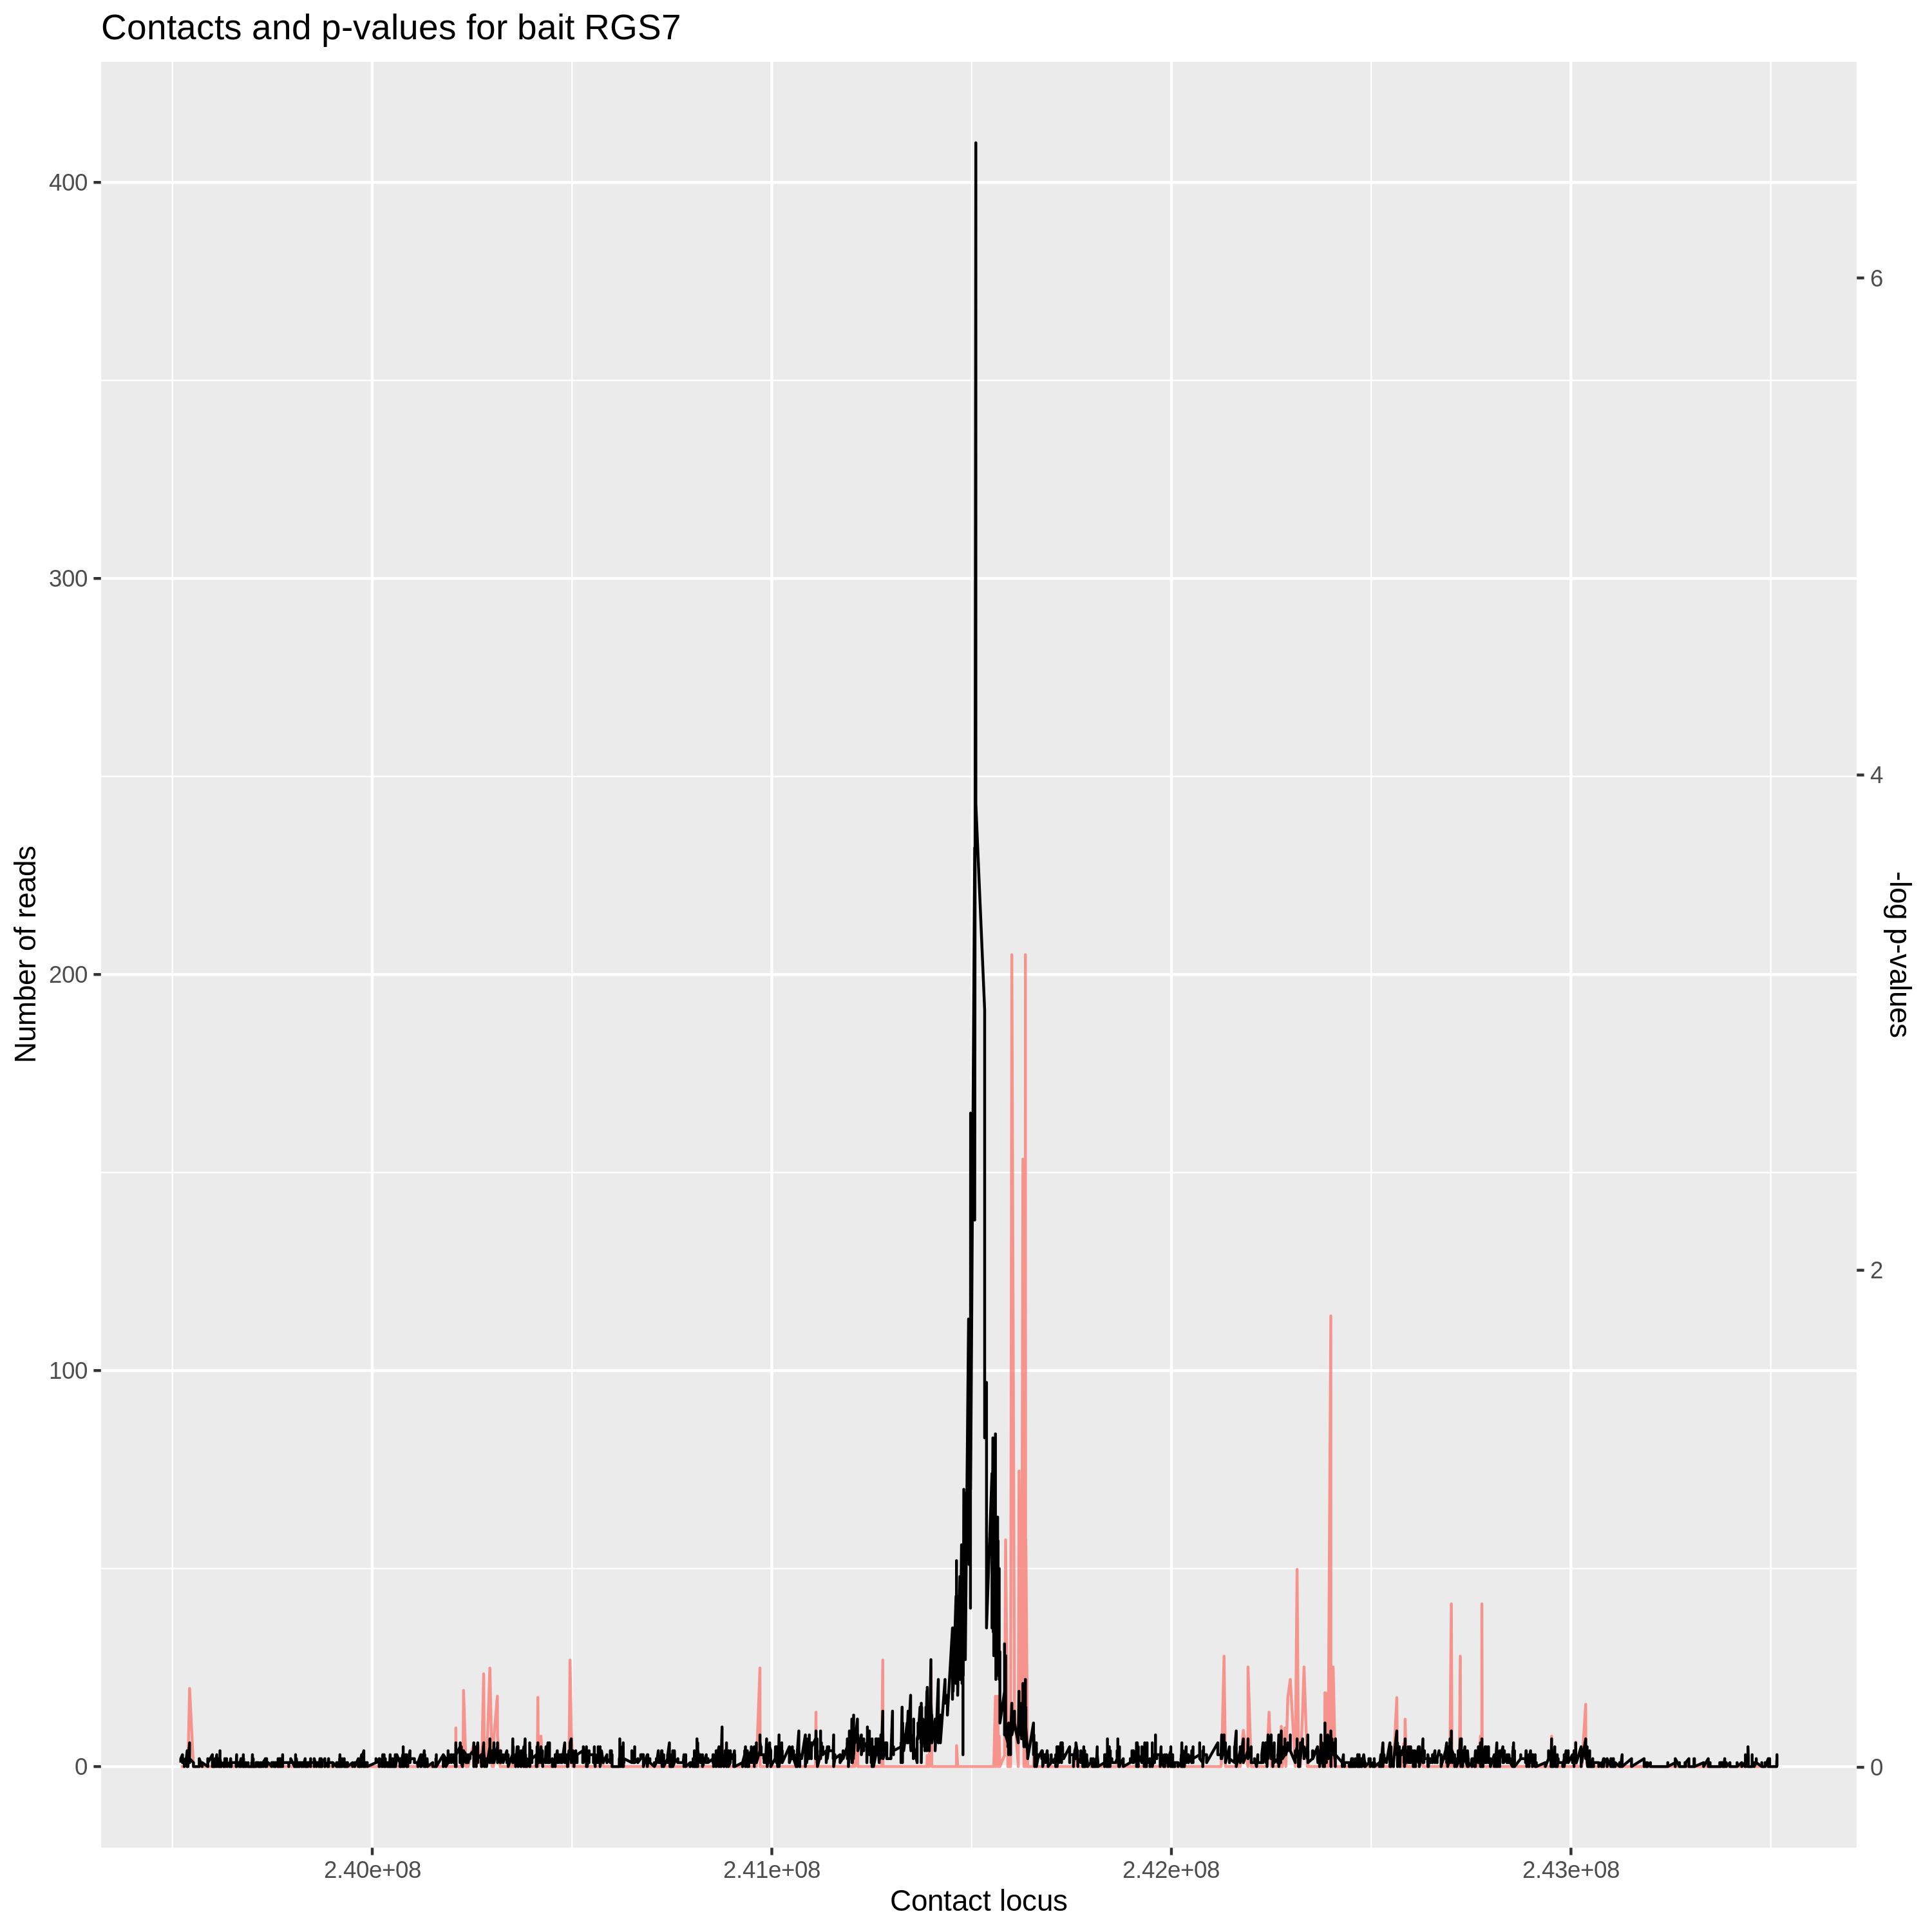 Contacts and p-values for bait RGS7
400
300
200
100
0
Number of reads
6
4
2
0
-log p-values
2.40e+08
2.41e+08
2.42e+08
2.43e+08
Contact locus